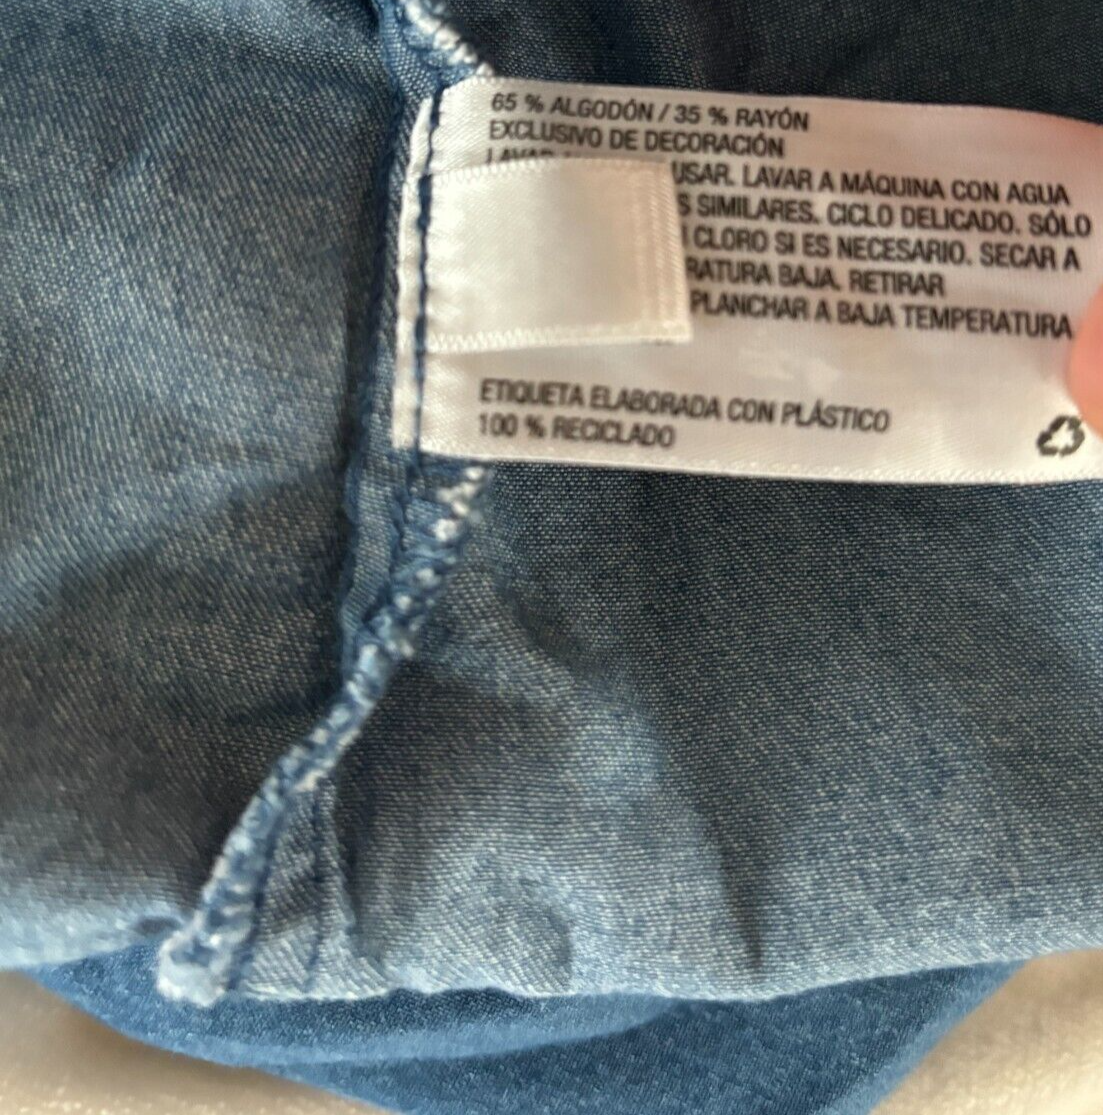 65 % ALGODÓN / 35 % RAYÓN
EXCLUSIVO DE DECORACIÓN
LAVAR USAR. LAVAR A MÁQUINA CON AGUA
SIMILARES. CICLO DELICADO. SÓLO
CLORO SI ES NECESARIO. SECAR A
BAJA. RETIRAR
PLANCHAR A BAJA TEMPERATURA
ETIQUETA ELABORADA CON PLÁSTICO
100 % RECICLADO